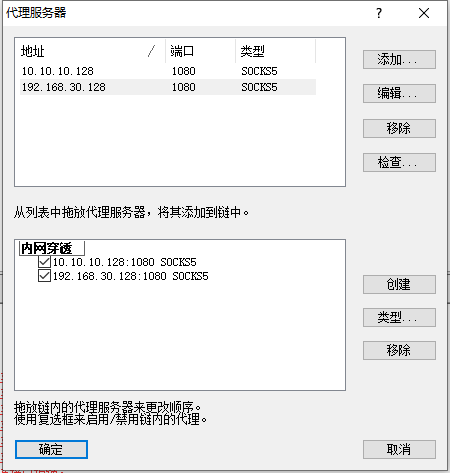 代理服务器
地址 / 端口 类型
10.10.10.128 1080 SOCKS5
192.168.30.128 1080 SOCKS5
添加...
编辑...
移除
检查...
从列表中拖放代理服务器，将其添加到链中。
内网穿透
10.10.10.128:1080 SOCKS5
192.168.30.128:1080 SOCKS5
创建
类型...
移除
拖放链内的代理服务器来更改顺序。
使用复选框来启用/禁用链内的代理。
确定
取消